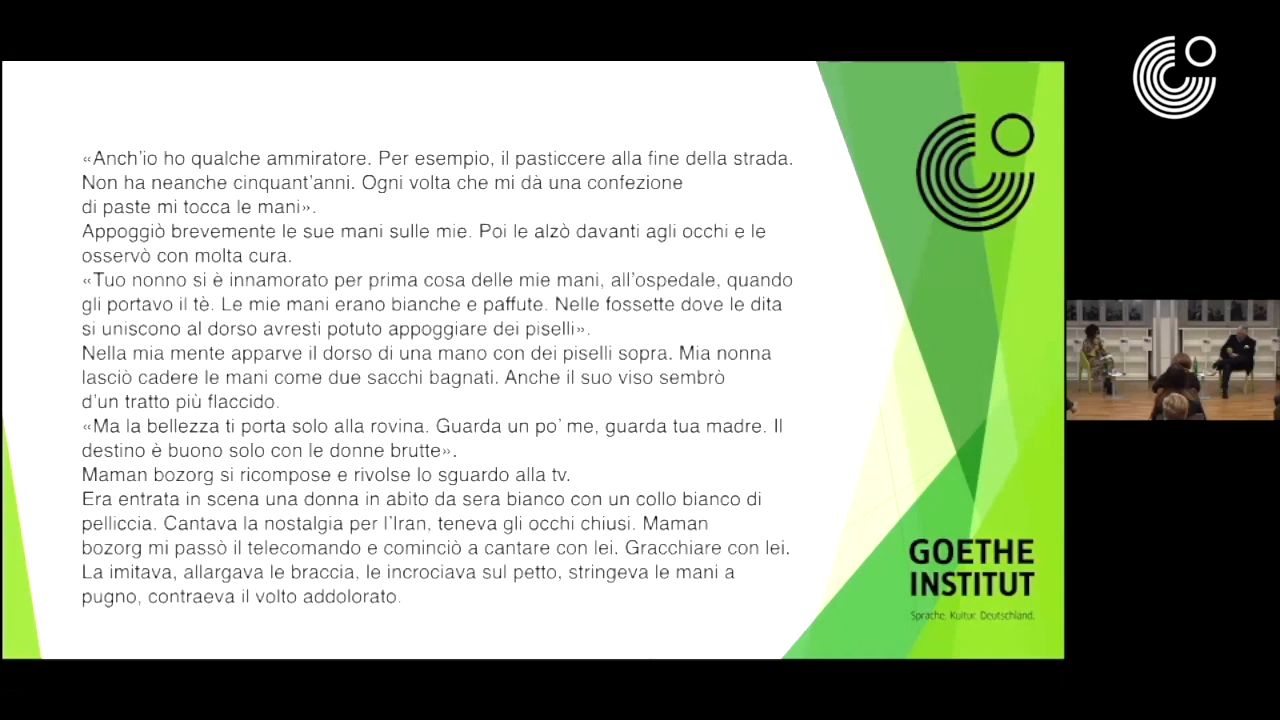 «Anch'io ho qualche ammiratore. Per esempio, il pasticcere alla fine della strada.
Non ha neanche cinquant'anni. Ogni volta che mi dà una confezione
di paste mi tocca le mani».
Appoggiò brevemente le sue mani sulle mie. Poi le alzò davanti agli occhi e le
osservò con molta cura.
«Tuo nonno si è innamorato per prima cosa delle mie mani, all'ospedale, quando
gli portavo il tè. Le mie mani erano bianche e paffute. Nelle fossette dove le dita
si uniscono al dorso avresti potuto appoggiare dei piselli».
Nella mia mente apparve il dorso di una mano con dei piselli sopra. Mia nonna
lasciò cadere le mani come due sacchi bagnati. Anche il suo viso sembrò
d'un tratto più flaccido.
«Ma la bellezza ti porta solo alla rovina. Guarda un po' me, guarda tua madre. Il
destino è buono solo con le donne brutte».
Maman bozorg si ricompose e rivolse lo sguardo alla tv.
Era entrata in scena una donna in abito da sera bianco con un collo bianco di
pelliccia. Cantava la nostalgia per l'Iran, teneva gli occhi chiusi. Maman
bozorg mi passò il telecomando e cominciò a cantare con lei. Gracchiare con lei.
La imitava, allargava le braccia, le incrociava sul petto, stringeva le mani a
pugno, contraeva il volto addolorato.
GOETHE
INSTITUT
Sprache. Kultur. Deutschland.